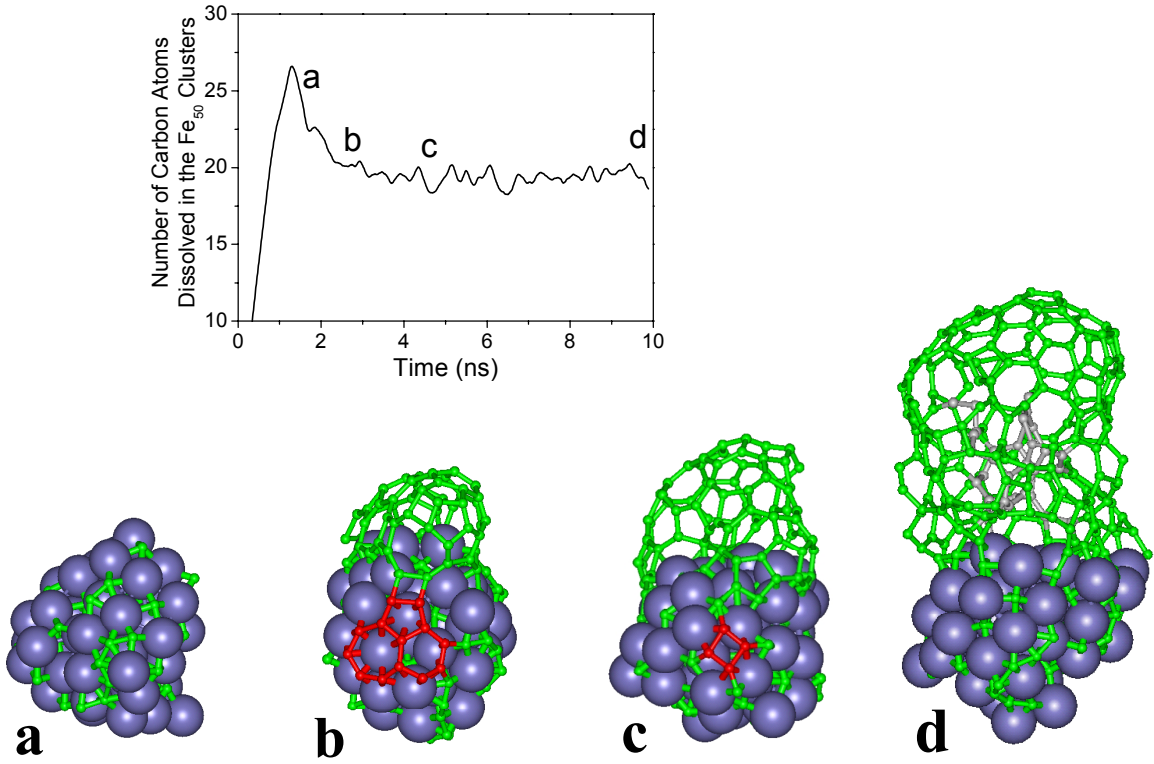 Number of Carbon Atoms
Dissolved in the Fe50 Clusters
30
25
20
15
10
a
b
c
d
0 2 4 6 8 10
Time (ns)
a
b
c
d